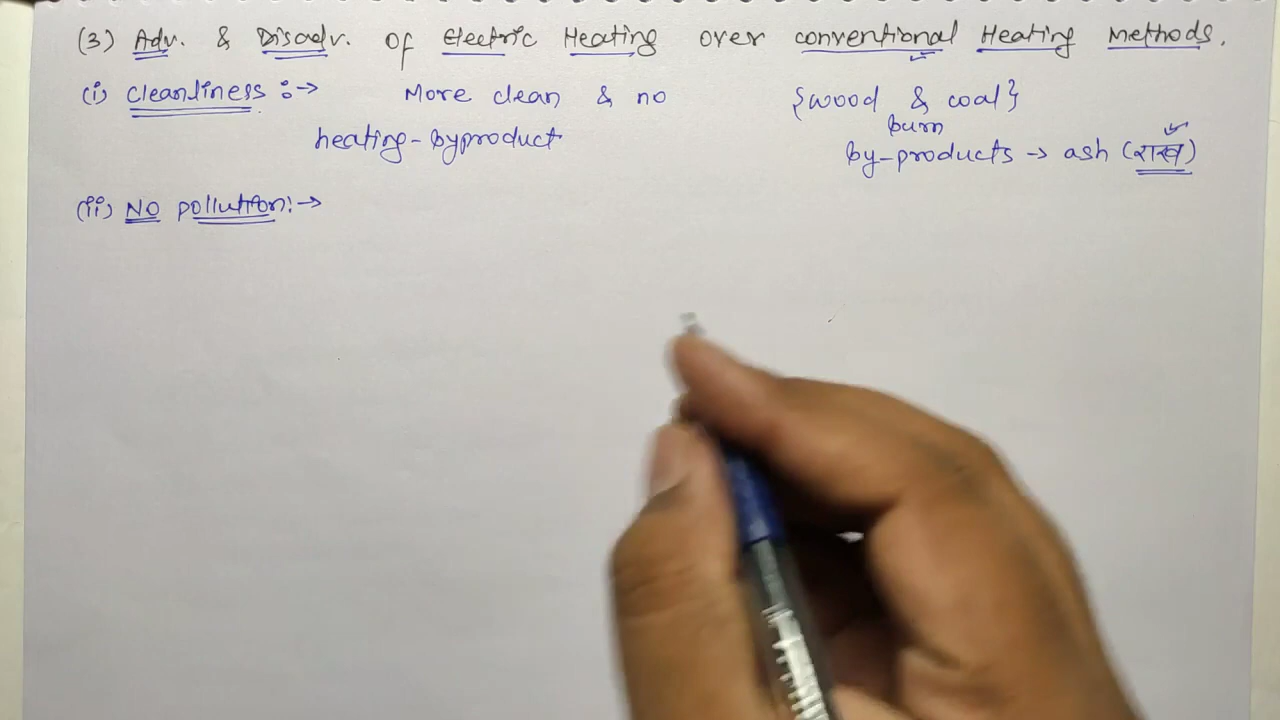 (3) Adv. & Disadv. Of Electric Heating over conventional Heating Methods.
(i) Cleanliness :→ More clean & no {wood & coal}
burn
heating-byproduct by-products → ash (राख)
(ii) NO pollution:→